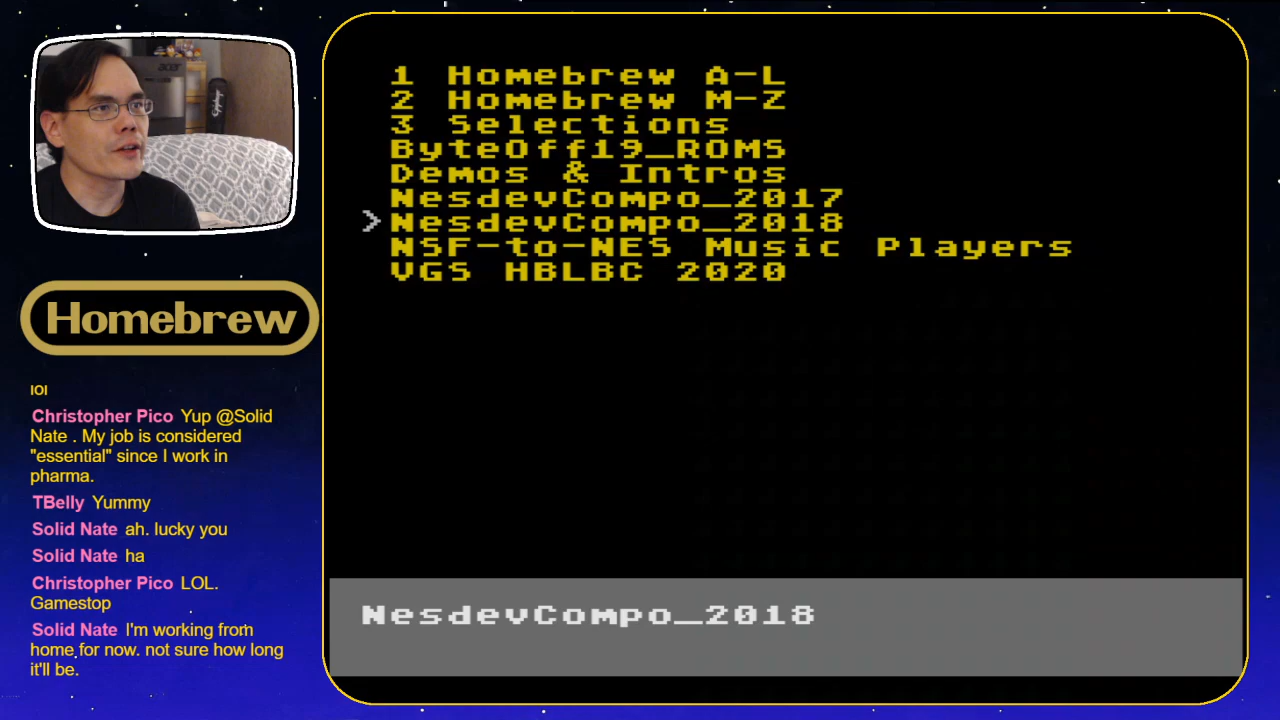 1 Homebrew A-L
2 Homebrew M-Z
3 Selections
ByteOff19_ROMS
Demos & Intros
NesdevCompo_2017
>NesdevCompo_2018
NSF-to-NES Music Players
VGS HBLBC 2020
NesdevCompo_2018
acer
Epiphone
Homebrew
lol
Christopher Pico Yup @Solid
Nate . My job is considered
"essential" since I work in
pharma.
TBelly Yummy
Solid Nate ah. lucky you
Solid Nate ha
Christopher Pico LOL.
Gamestop
Solid Nate I'm working from
home for now. not sure how long
it'll be.